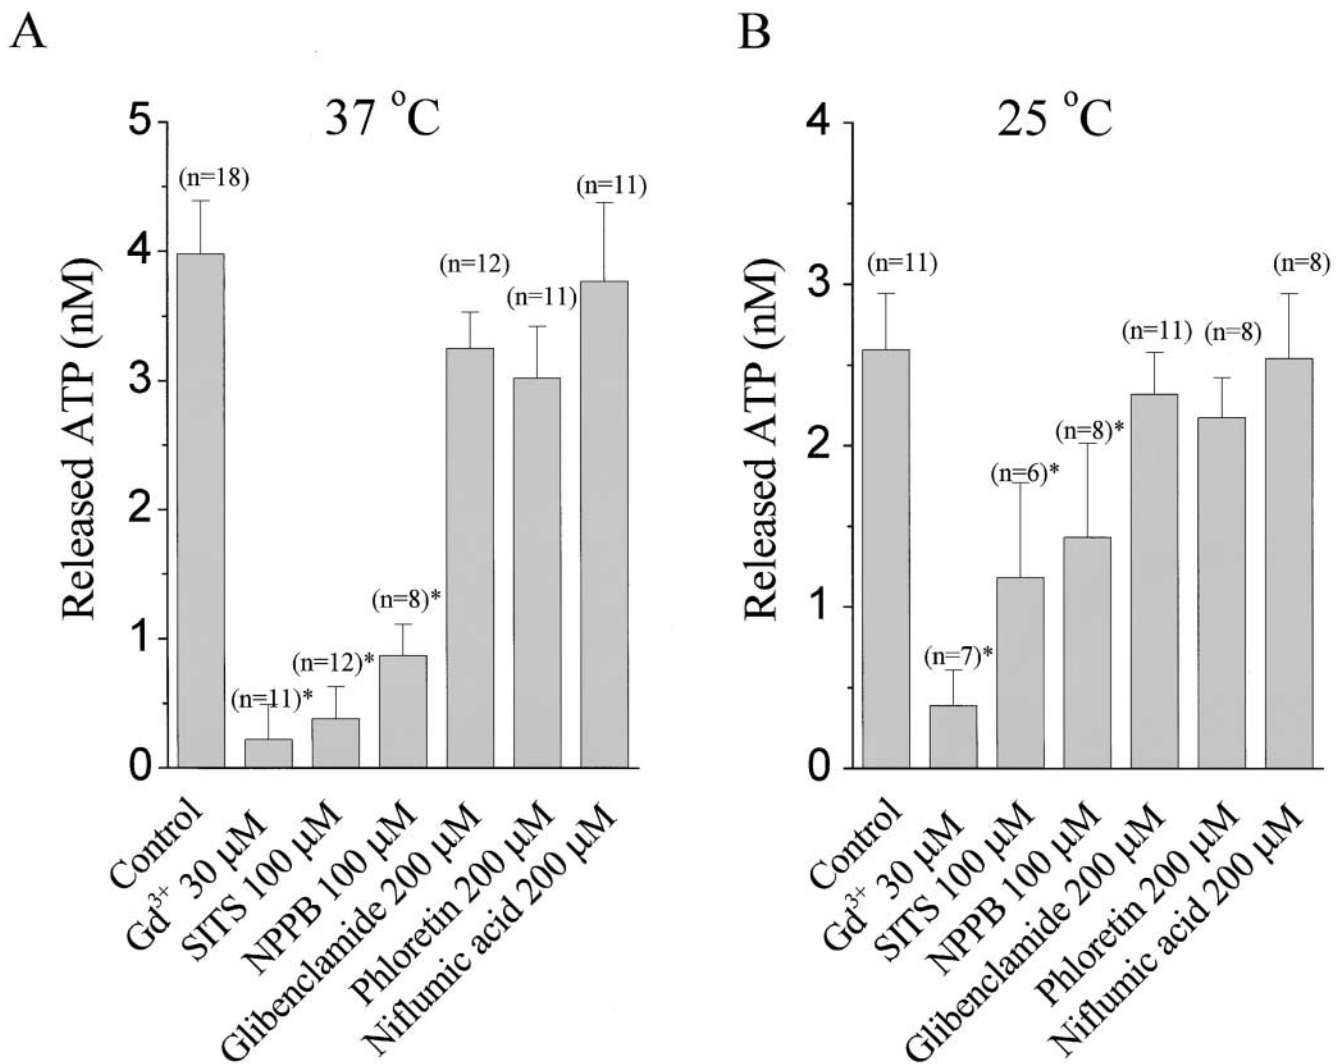 A
37 °C
Released ATP (nM)
5
4
3
2
1
0
(n=18)
(n=11)*
(n=12)*
(n=8)*
(n=12)
(n=11)
(n=11)
Control
Gd³⁺ 30 µM
SITS 100 µM
NPPB 100 µM
Glibenclamide 200 µM
Phloretin 200 µM
Niflumic acid 200 µM
B
25 °C
Released ATP (nM)
4
3
2
1
0
(n=11)
(n=7)*
(n=6)*
(n=8)*
(n=11)
(n=8)
(n=8)
Control
Gd³⁺ 30 µM
SITS 100 µM
NPPB 100 µM
Glibenclamide 200 µM
Phloretin 200 µM
Niflumic acid 200 µM